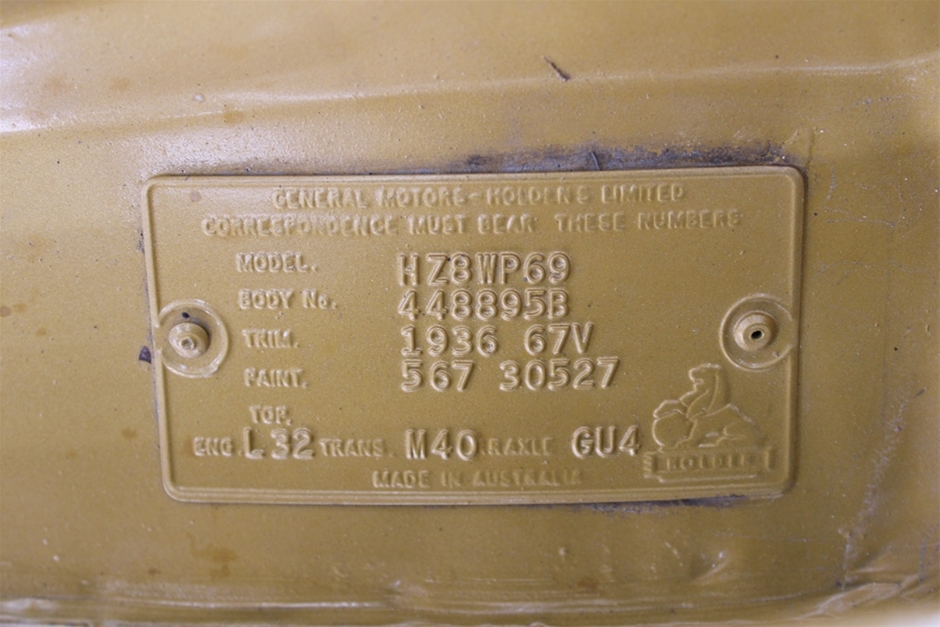 GENERAL MOTORS-HOLDEN'S LIMITED
CORRESPONDENCE MUST BEAR THESE NUMBERS
MODEL. HZ8WP69
BODY No. 448895B
TRIM. 1936 67V
PAINT. 567 30527
TOP.
ENG. L32 TRANS. M40 R.AXLE GU4
HOLDEN
MADE IN AUSTRALIA